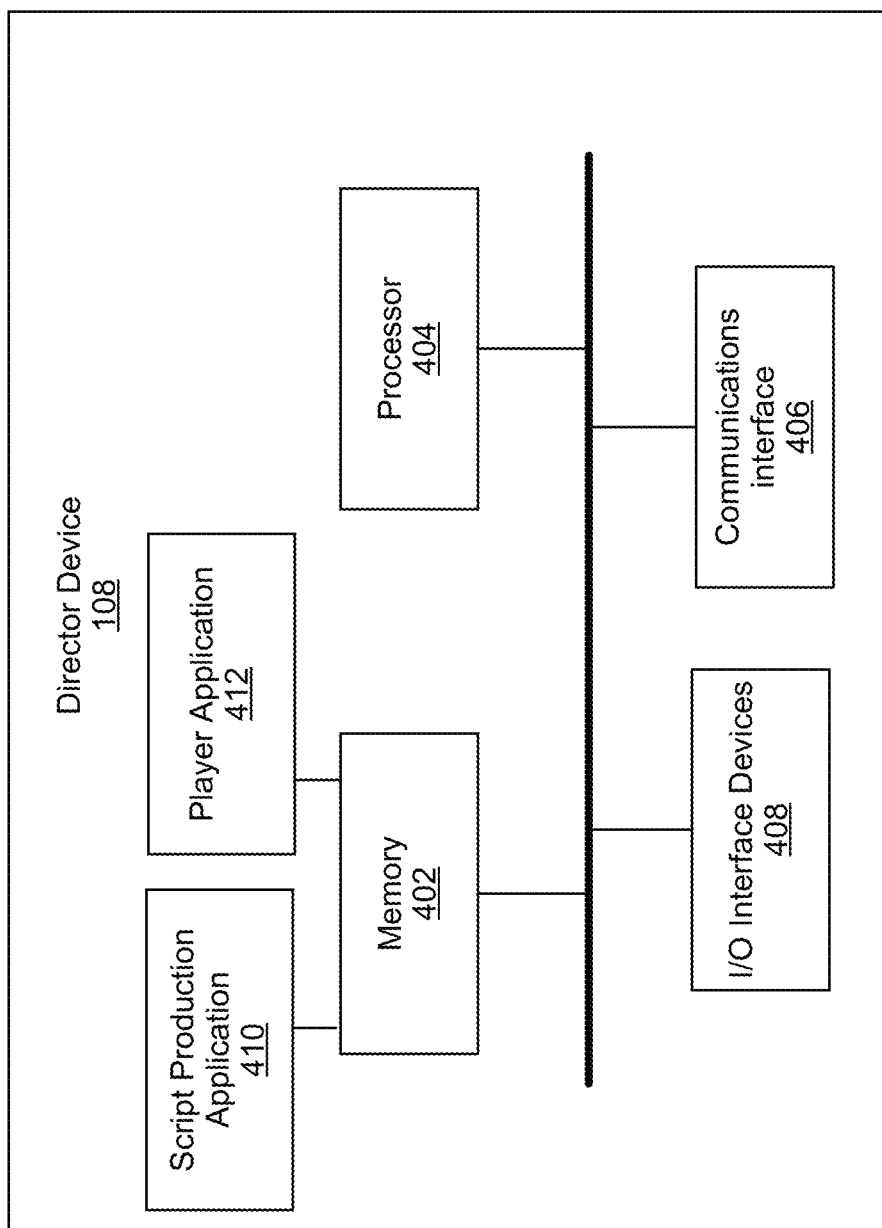 Director Device
108
Script Production
Application
410
Player Application
412
Memory
402
Processor
404
I/O Interface Devices
408
Communications
interface
406